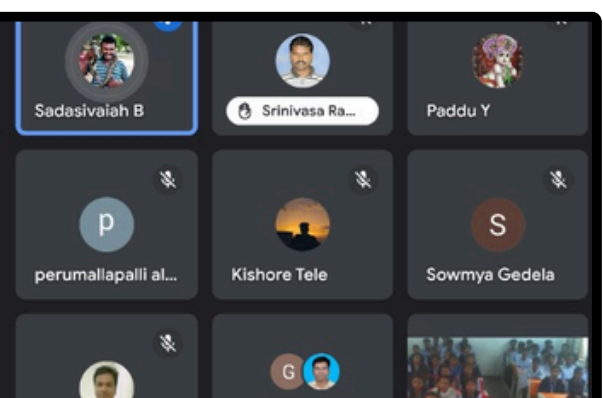 Sadasivaiah B
Srinivasa Ra...
Paddu Y
p
perumallapalli al...
Kishore Tele
S
Sowmya Gedela
G